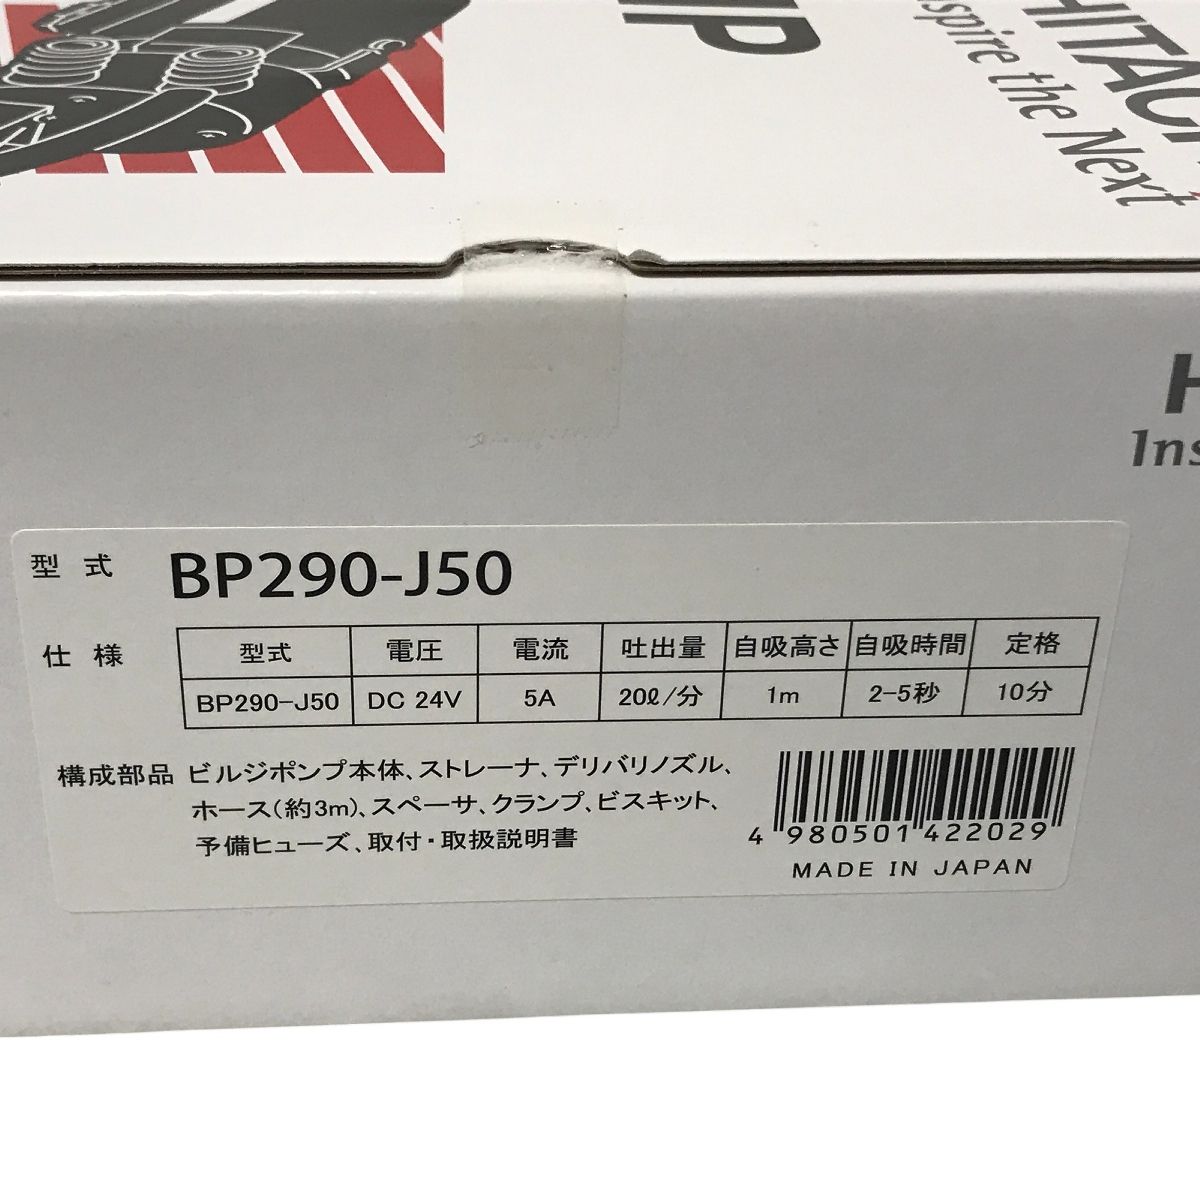 HITACHI
Inspire the Next
型式 BP290-J50
仕様
型式 電圧 電流 吐出量 自吸高さ 自吸時間 定格
BP290-J50 DC 24V 5A 20ℓ/分 1m 2-5秒 10分
構成部品 ビルジポンプ本体、ストレーナ、デリバリノズル、
ホース(約3m)、スペーサ、クランプ、ビスキット、
予備ヒューズ、取付・取扱説明書
4 980501 422029
MADE IN JAPAN